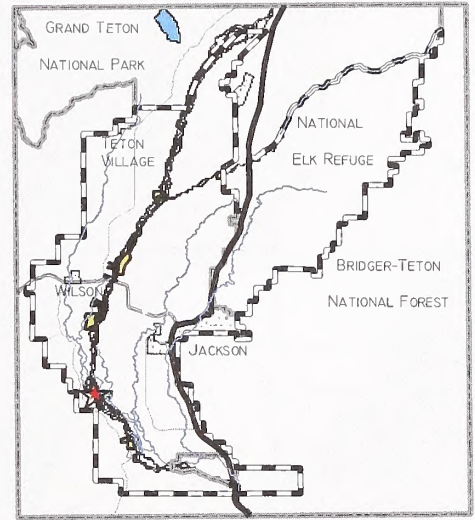 GRAND TETON
NATIONAL PARK
NATIONAL
ELK REFUGE
TETON
VILLAGE
BRIDGER-TETON
NATIONAL FOREST
WILSON
JACKSON